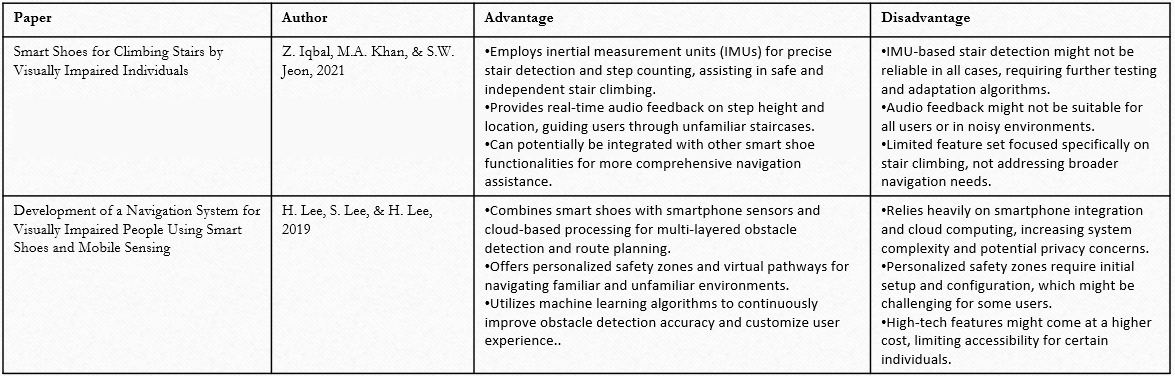 Paper
Author
Advantage
Disadvantage
Smart Shoes for Climbing Stairs by
Visually Impaired Individuals
Z. Iqbal, M.A. Khan, & S.W.
Jeon, 2021
•Employs inertial measurement units (IMUs) for precise
stair detection and step counting, assisting in safe and
independent stair climbing.
•Provides real-time audio feedback on step height and
location, guiding users through unfamiliar staircases.
•Can potentially be integrated with other smart shoe
functionalities for more comprehensive navigation
assistance.
•IMU-based stair detection might not be
reliable in all cases, requiring further testing
and adaptation algorithms.
•Audio feedback might not be suitable for
all users or in noisy environments.
•Limited feature set focused specifically on
stair climbing, not addressing broader
navigation needs.
Development of a Navigation System for
Visually Impaired People Using Smart
Shoes and Mobile Sensing
H. Lee, S. Lee, & H. Lee,
2019
•Combines smart shoes with smartphone sensors and
cloud-based processing for multi-layered obstacle
detection and route planning.
•Offers personalized safety zones and virtual pathways for
navigating familiar and unfamiliar environments.
•Utilizes machine learning algorithms to continuously
improve obstacle detection accuracy and customize user
experience..
•Relies heavily on smartphone integration
and cloud computing, increasing system
complexity and potential privacy concerns.
•Personalized safety zones require initial
setup and configuration, which might be
challenging for some users.
•High-tech features might come at a higher
cost, limiting accessibility for certain
individuals.